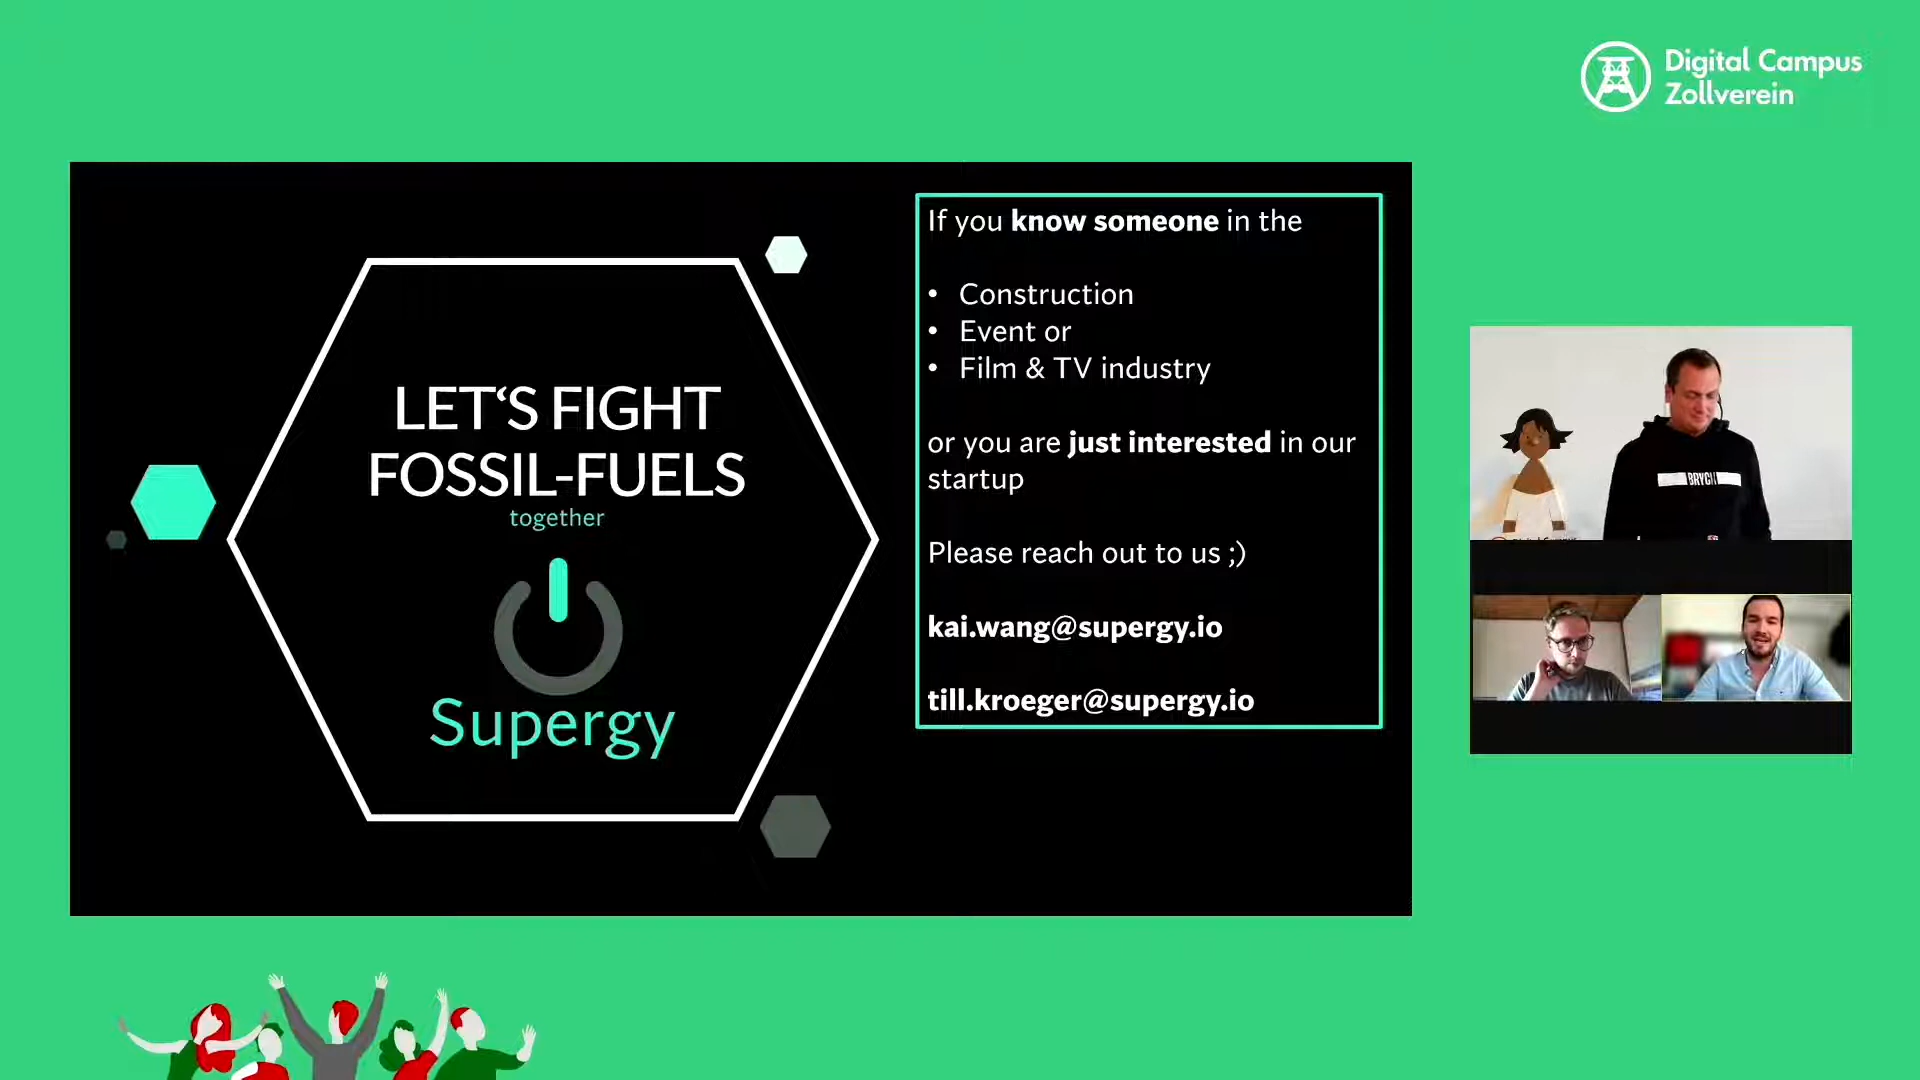 Digital Campus
Zollverein
LET‘S FIGHT
FOSSIL-FUELS
together
Supergy
If you know someone in the
• Construction
• Event or
• Film & TV industry
or you are just interested in our
startup
Please reach out to us ;)
kai.wang@supergy.io
till.kroeger@supergy.io